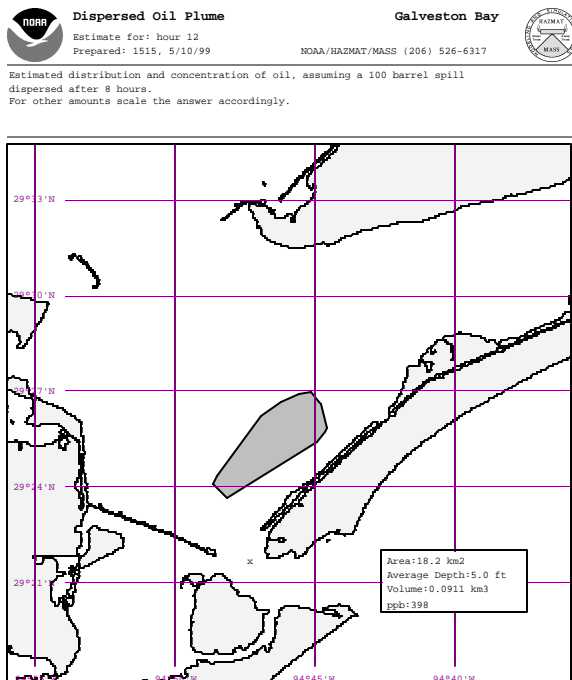 NOAA
Dispersed Oil Plume
Galveston Bay
Estimate for: hour 12
Prepared: 1515, 5/10/99
NOAA/HAZMAT/MASS (206) 526-6317
HAZMAT
MASS
Estimated distribution and concentration of oil, assuming a 100 barrel spill
dispersed after 8 hours.
For other amounts scale the answer accordingly.
29°33'N
29°30'N
29°27'N
29°24'N
29°21'N
x
Area:18.2 km2
Average Depth:5.0 ft
Volume:0.0911 km3
ppb:398
94°45'W
94°40'W